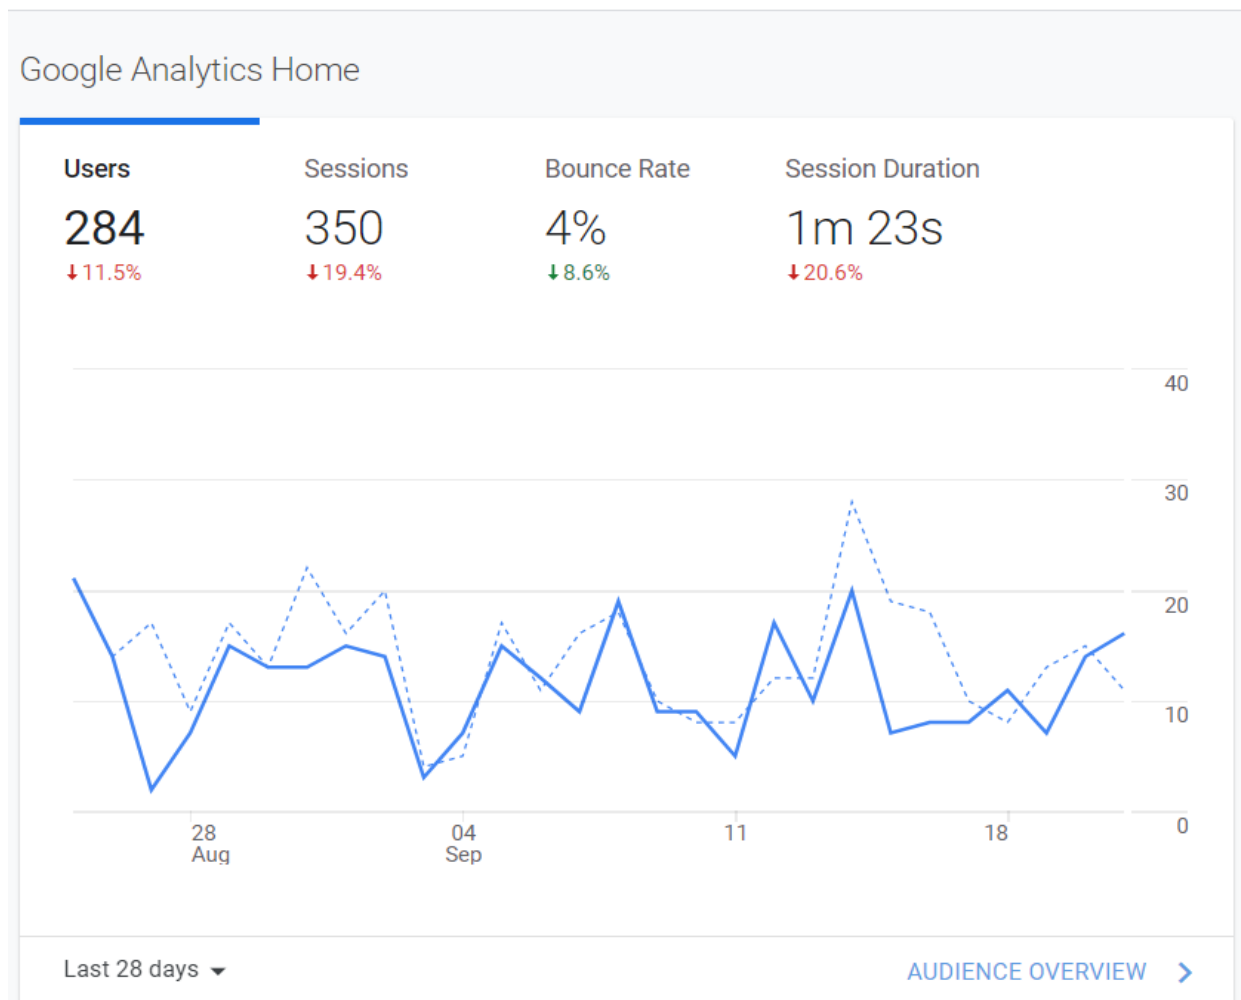 Google Analytics Home
Users Sessions Bounce Rate Session Duration
284 350 4% 1m 23s
↓11.5% ↓19.4% ↓8.6% ↓20.6%
40
30
20
10
0
28 04 11 18
Aug Sep
Last 28 days AUDIENCE OVERVIEW